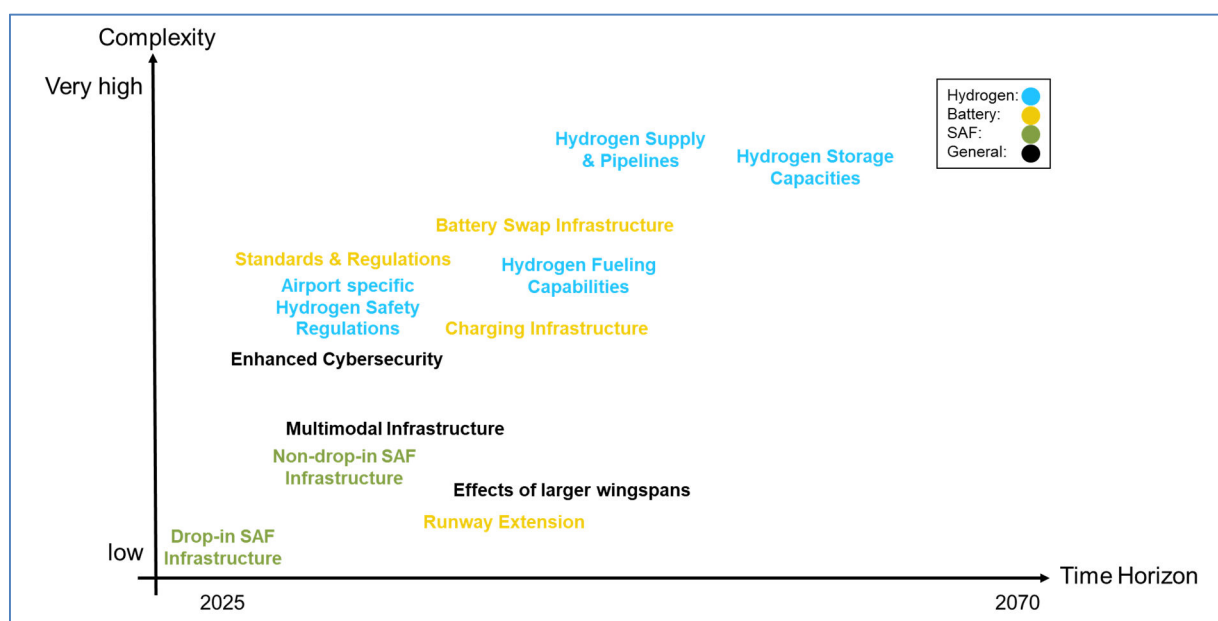 Complexity
Very high
Hydrogen:
Battery:
SAF:
General:
Hydrogen Supply
& Pipelines
Hydrogen Storage
Capacities
Battery Swap Infrastructure
Standards & Regulations
Hydrogen Fueling
Capabilities
Airport specific
Hydrogen Safety
Regulations
Charging Infrastructure
Enhanced Cybersecurity
Multimodal Infrastructure
Non-drop-in SAF
Infrastructure
Effects of larger wingspans
Runway Extension
Drop-in SAF
Infrastructure
low
Time Horizon
2025
2070